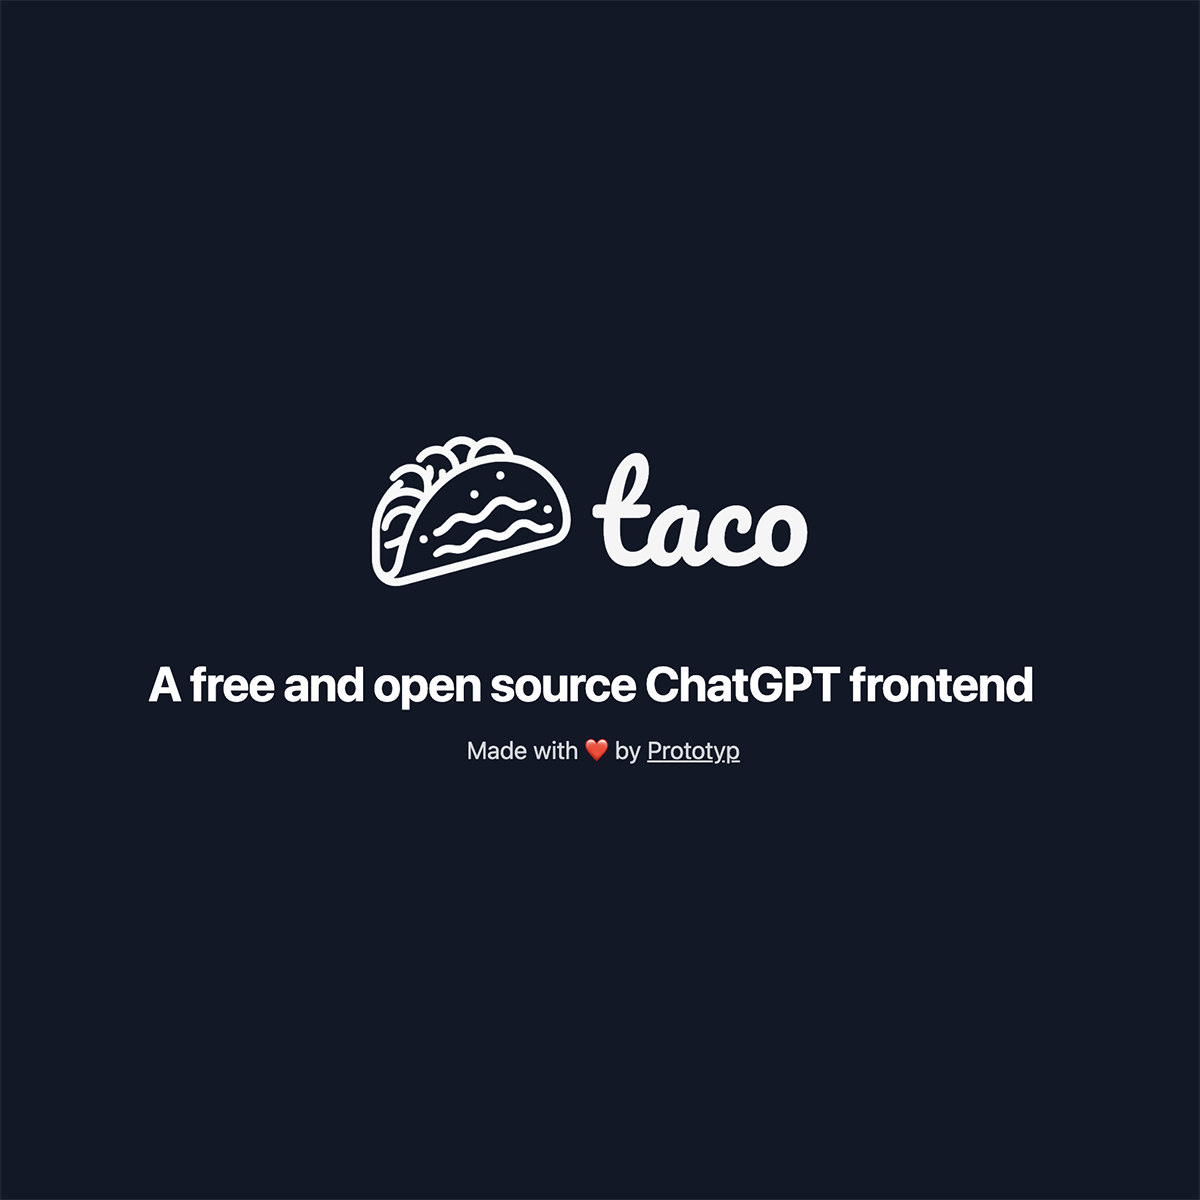 taco
A free and open source ChatGPT frontend
Made with ❤️ by Prototyp